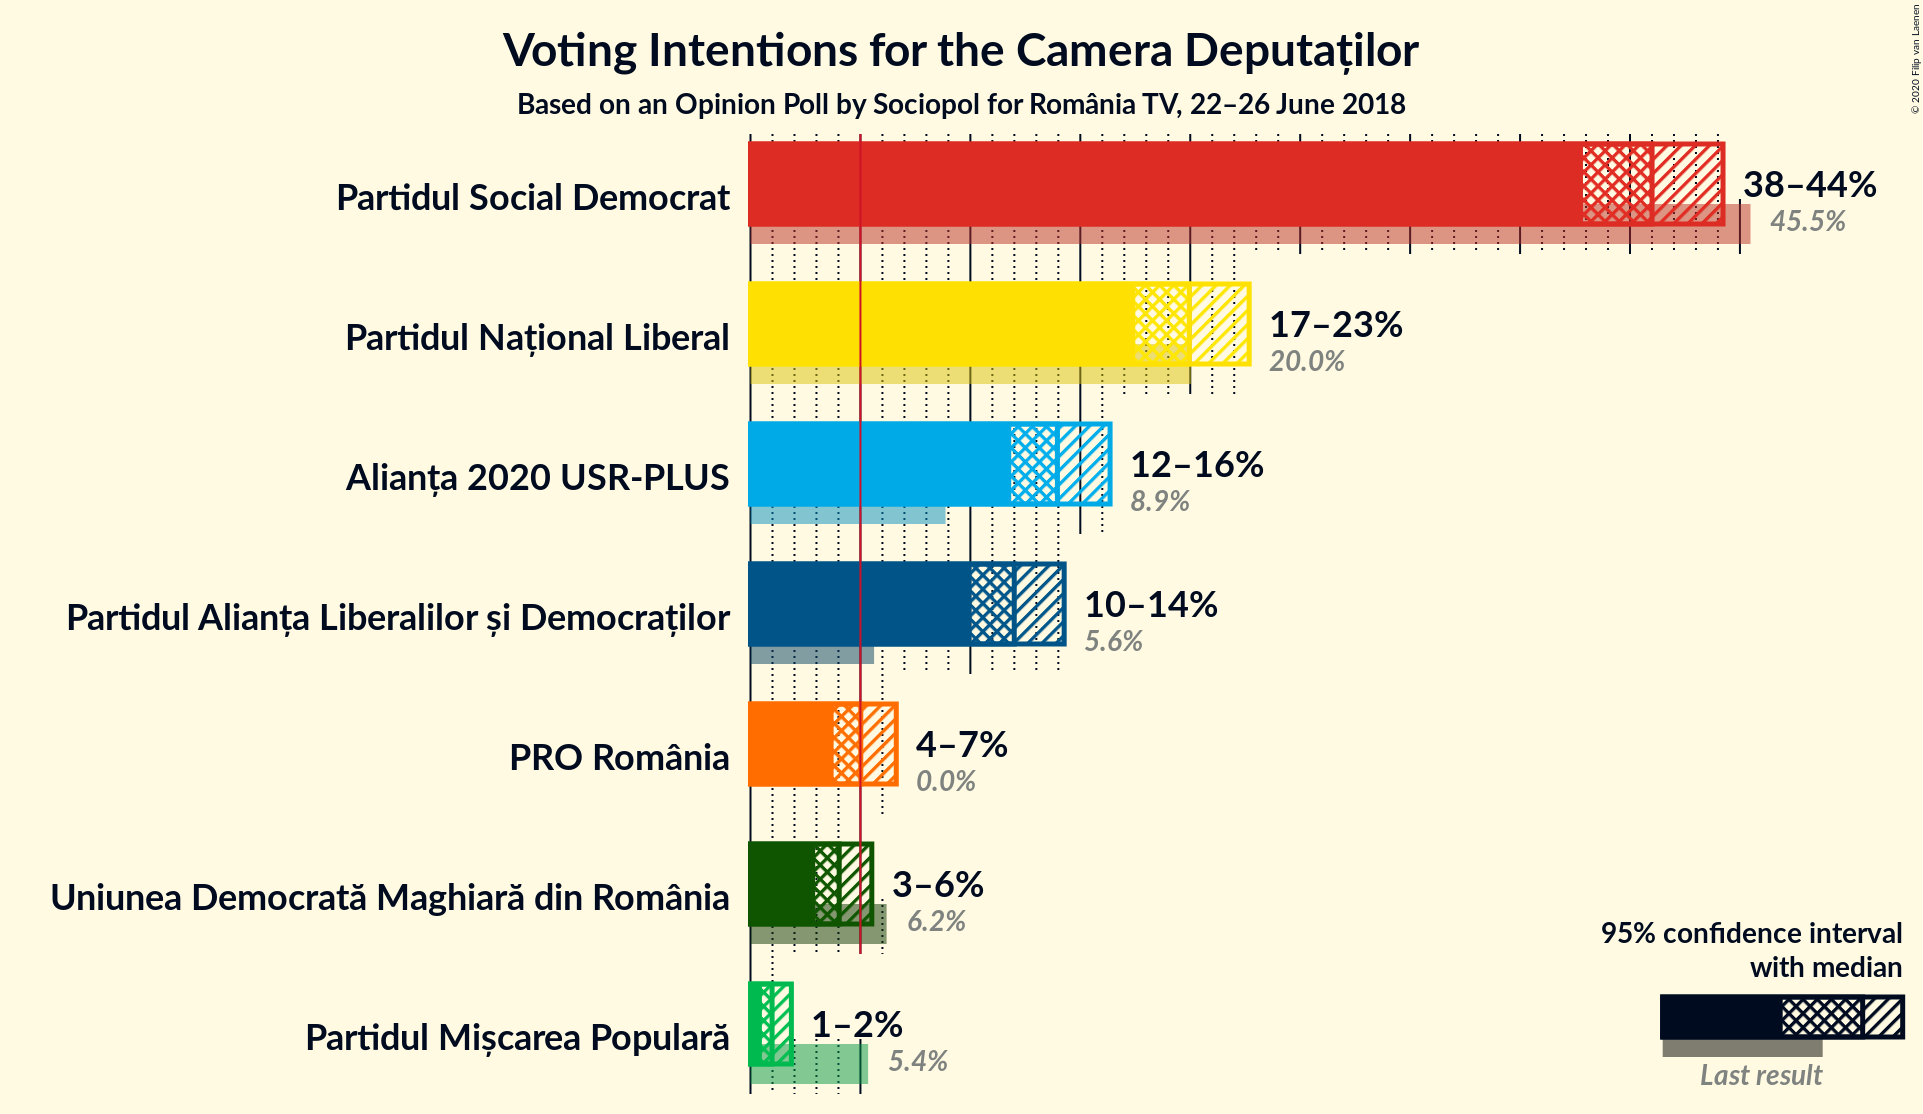 Voting Intentions for the Camera Deputaților
Based on an Opinion Poll by Sociopol for România TV, 22–26 June 2018
© 2020 Filip van Laenen
Partidul Social Democrat
38–44%
45.5%
Partidul Național Liberal
17–23%
20.0%
Alianța 2020 USR-PLUS
12–16%
8.9%
Partidul Alianța Liberalilor și Democraților
10–14%
5.6%
PRO România
4–7%
0.0%
Uniunea Democrată Maghiară din România
3–6%
6.2%
Partidul Mișcarea Populară
1–2%
5.4%
95% confidence interval
with median
Last result